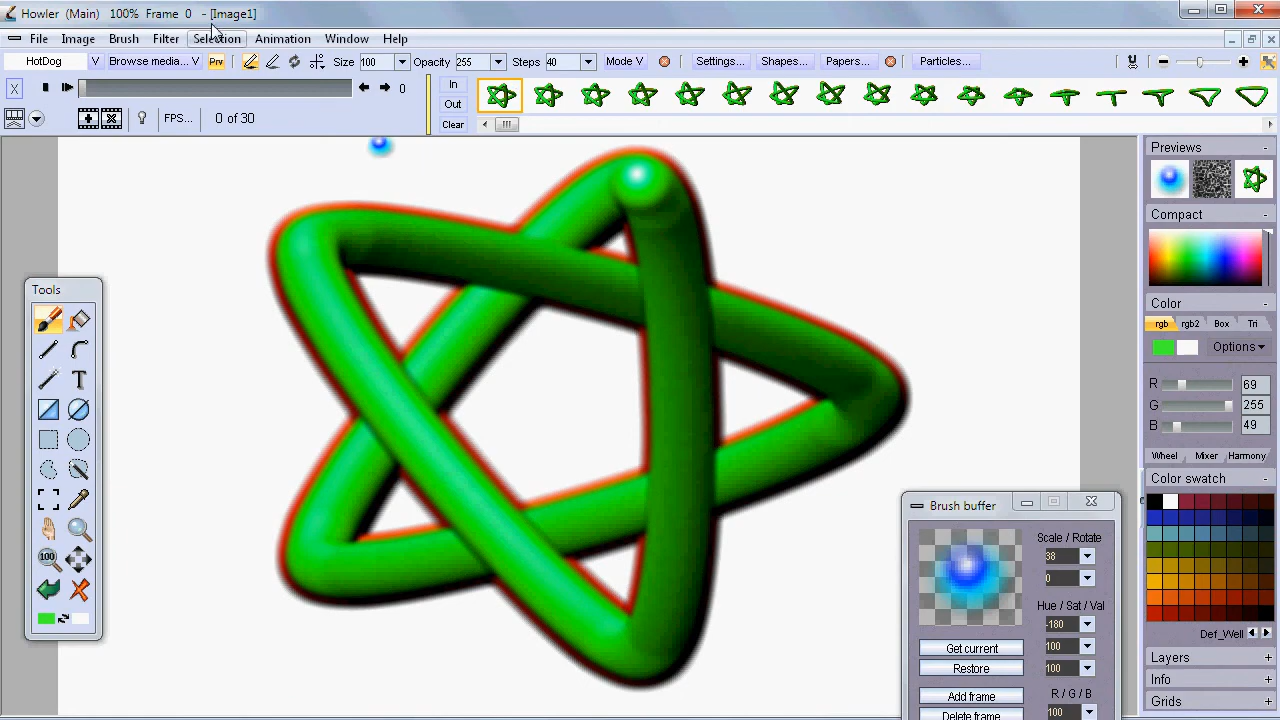 Howler (Main) 100% Frame 0 - [Image1]
File Image Brush Filter Selection Animation Window Help
HotDog V Browse media... V Prv Size 100 Opacity 255 Steps 40 Mode V Settings... Shapes... Papers... Particles...
X 0 In
Out
FPS... 0 of 30 Clear
Previews -
Compact -
Color -
rgb rgb2 Box Tri
Options
R 69
G 255
B 49
Wheel Mixer Harmony
Color swatch -
Def_Well
Layers +
Info +
Grids +
Tools
T
100
Brush buffer
Scale / Rotate
38
0
Hue / Sat / Val
-180
Get current 100
Restore 100
R / G / B
Add frame
100
Delete frame